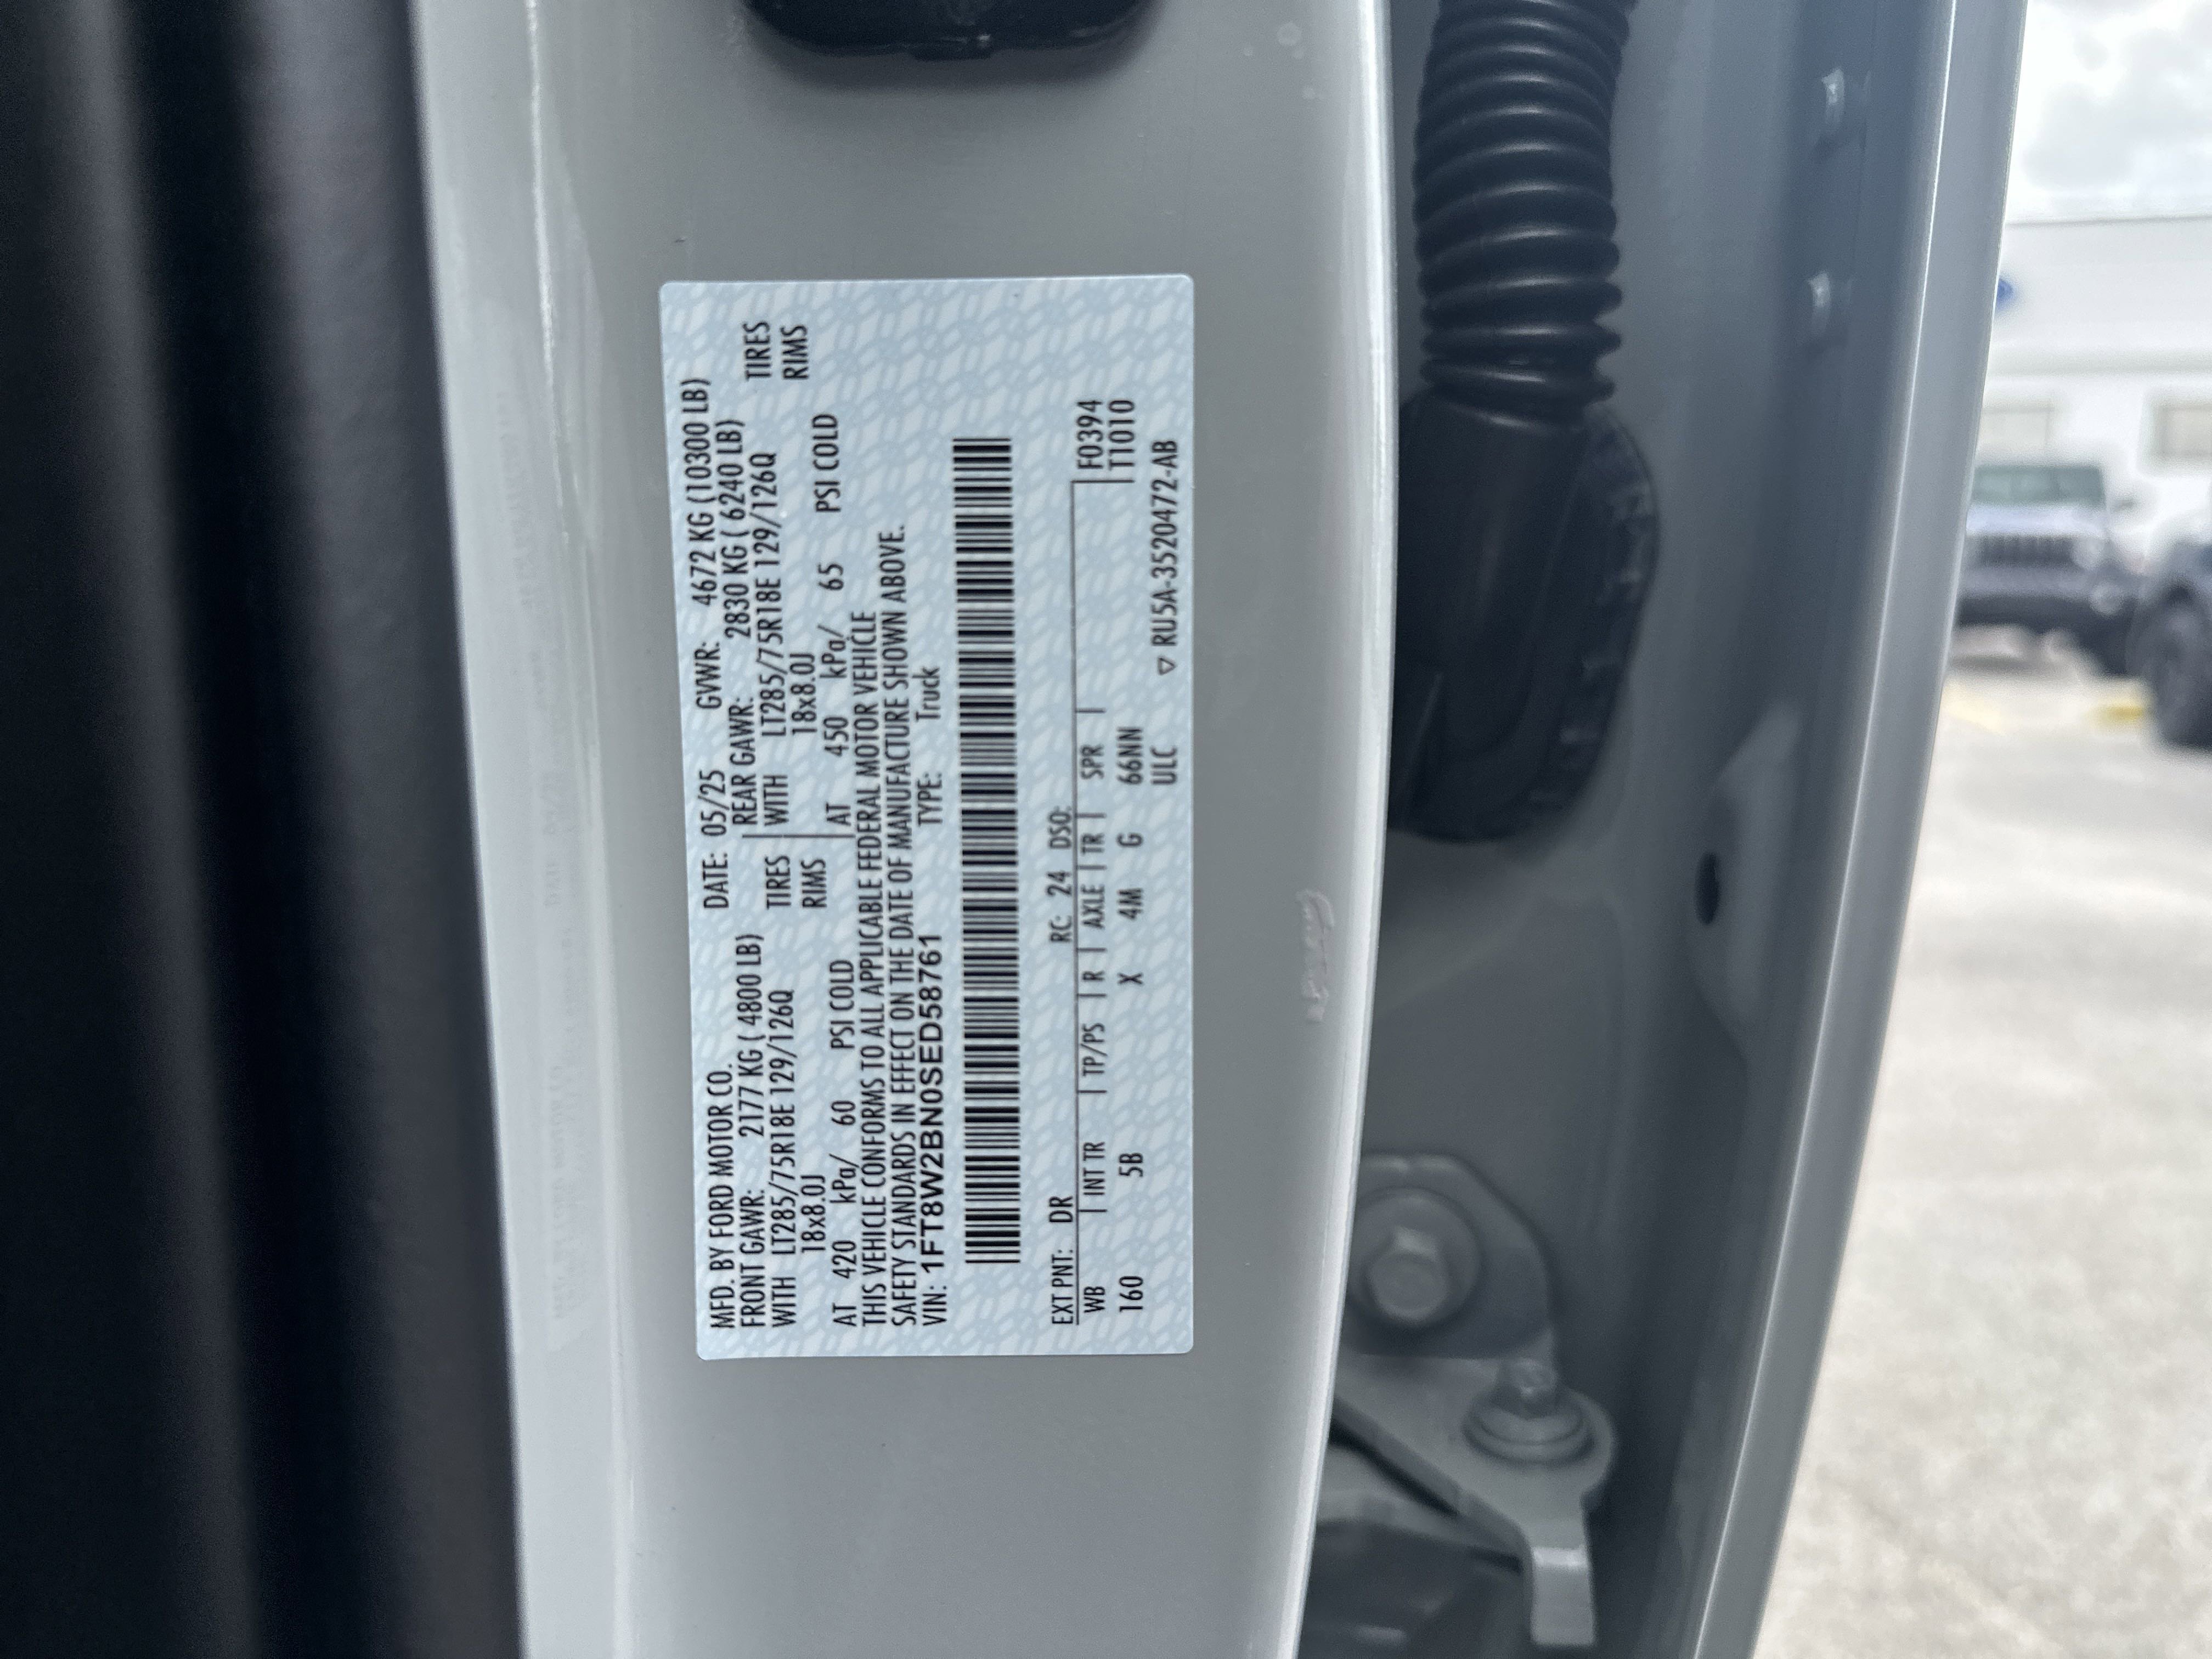 MFD. BY FORD MOTOR CO. DATE: 05/25 GVWR: 4672 KG (10300 LB)
FRONT GAWR: 2177 KG ( 4800 LB) REAR GAWR: 2830 KG ( 6240 LB)
WITH LT285/75R18E 129/126Q TIRES WITH LT285/75R18E 129/126Q TIRES
18x8.0J RIMS 18x8.0J RIMS
AT 420 kPa/ 60 PSI COLD AT 450 kPa/ 65 PSI COLD
THIS VEHICLE CONFORMS TO ALL APPLICABLE FEDERAL MOTOR VEHICLE
SAFETY STANDARDS IN EFFECT ON THE DATE OF MANUFACTURE SHOWN ABOVE.
VIN: 1FT8W2BN0SED58761 TYPE: Truck
EXT PNT: DR RC: 24 DSO:
WB | INT TR | TP/PS | R | AXLE | TR | SPR | F0394
160 5B X 4M G 66NN T1010
ULC ▽ RU5A-3520472-AB